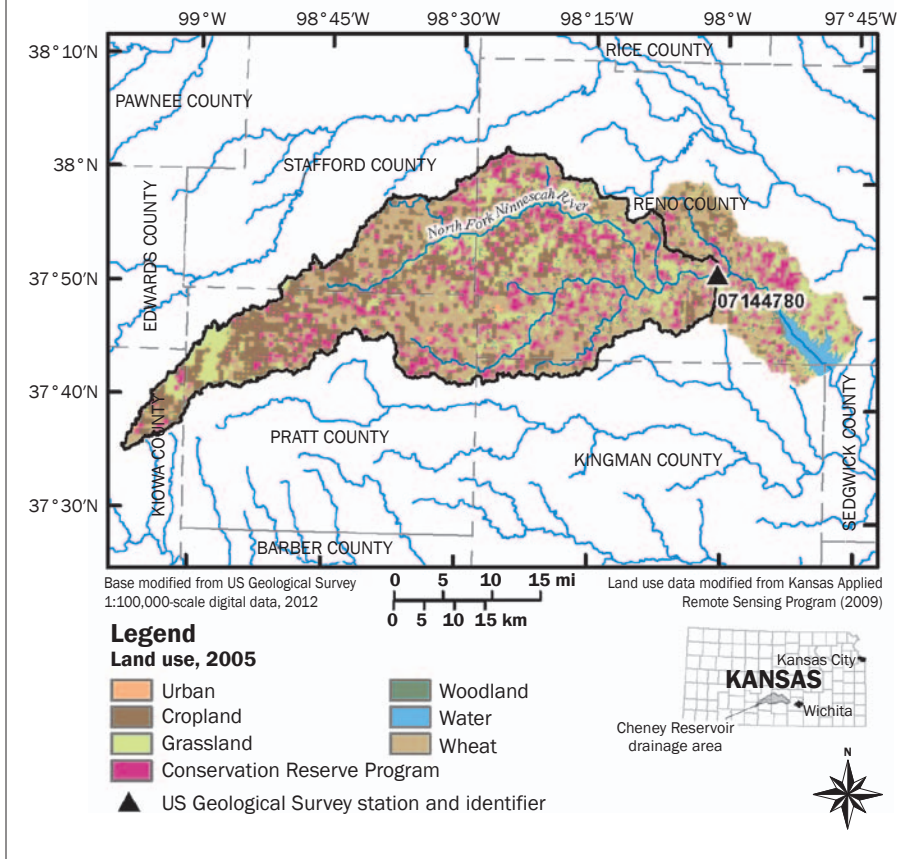 99°W 98°45′W 98°30′W 98°15′W 98°W 97°45′W
38°10′N
RICE COUNTY
PAWNEE COUNTY
38°N
STAFFORD COUNTY
EDWARDS COUNTY
RENO COUNTY
North Fork Ninnescah River
37°50′N
07144780
37°40′N
KIOWA COUNTY
PRATT COUNTY
KINGMAN COUNTY
SEDGWICK COUNTY
37°30′N
BARBER COUNTY
Base modified from US Geological Survey
1:100,000-scale digital data, 2012
0 5 10 15 mi
0 5 10 15 km
Land use data modified from Kansas Applied
Remote Sensing Program (2009)
Legend
Land use, 2005
Urban
Cropland
Grassland
Conservation Reserve Program
Woodland
Water
Wheat
US Geological Survey station and identifier
Kansas City
KANSAS
Wichita
Cheney Reservoir
drainage area
N